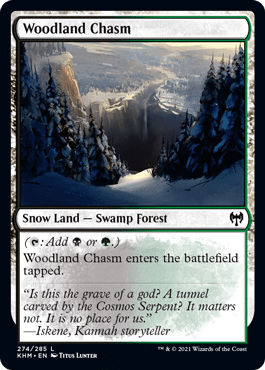 Woodland Chasm
Snow Land — Swamp Forest
(: Add or .)
Woodland Chasm enters the battlefield
tapped.
"Is this the grave of a god? A tunnel
carved by the Cosmos Serpent? It matters
not. It is no place for us."
—Iskene, Kannah storyteller
274/285 L
KHM • EN Titus Lunter
™ & © 2021 Wizards of the Coast